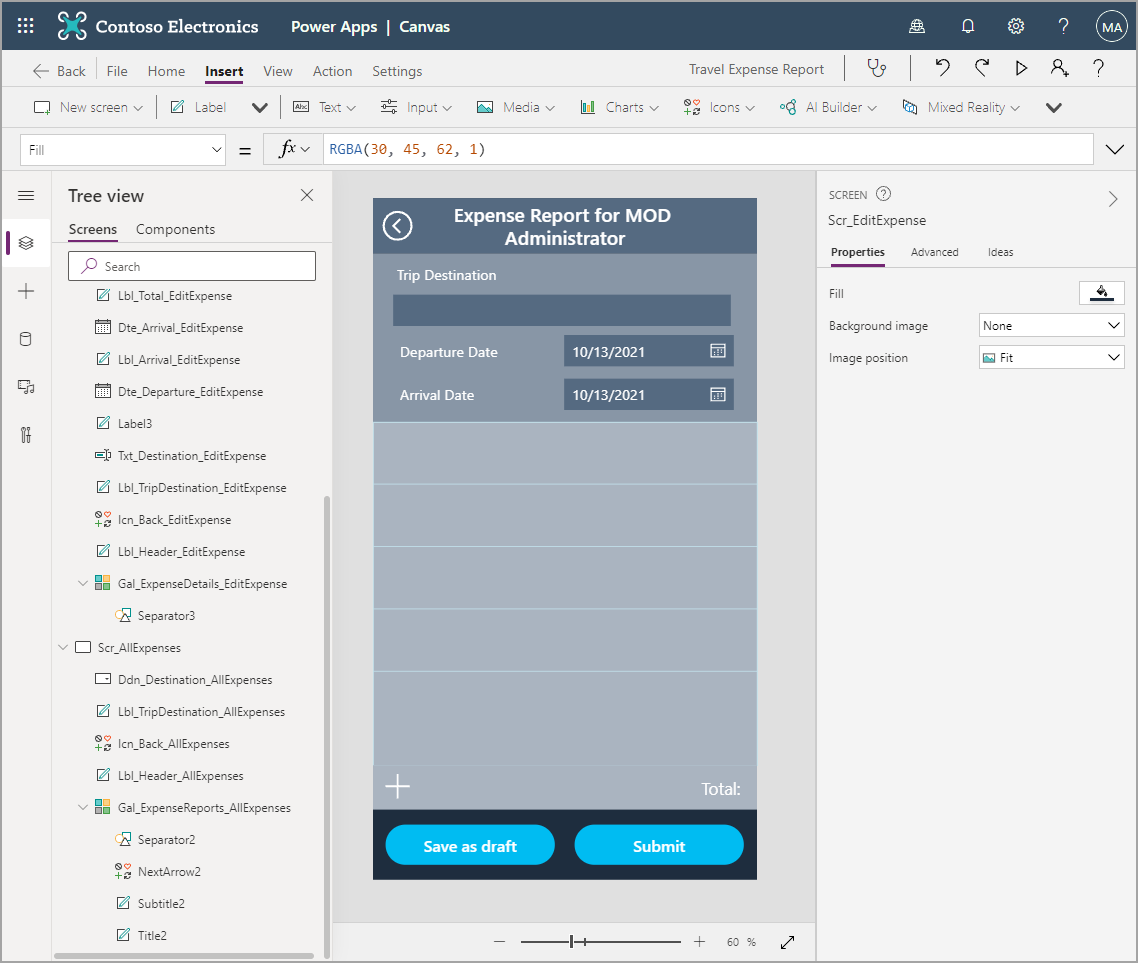 Contoso Electronics Power Apps | Canvas MA
Back File Home Insert View Action Settings Travel Expense Report
New screen Label Abc Text Input Media Charts Icons AI Builder Mixed Reality
Fill = fx RGBA(30, 45, 62, 1)
Tree view
Screens Components
Search
Lbl_Total_EditExpense
Dte_Arrival_EditExpense
Lbl_Arrival_EditExpense
Dte_Departure_EditExpense
Label3
Txt_Destination_EditExpense
Lbl_TripDestination_EditExpense
Icn_Back_EditExpense
Lbl_Header_EditExpense
Gal_ExpenseDetails_EditExpense
Separator3
Scr_AllExpenses
Ddn_Destination_AllExpenses
Lbl_TripDestination_AllExpenses
Icn_Back_AllExpenses
Lbl_Header_AllExpenses
Gal_ExpenseReports_AllExpenses
Separator2
NextArrow2
Subtitle2
Title2
Expense Report for MOD
Administrator
Trip Destination
Departure Date 10/13/2021
Arrival Date 10/13/2021
Total:
Save as draft Submit
60 %
SCREEN
Scr_EditExpense
Properties Advanced Ideas
Fill
Background image None
Image position Fit